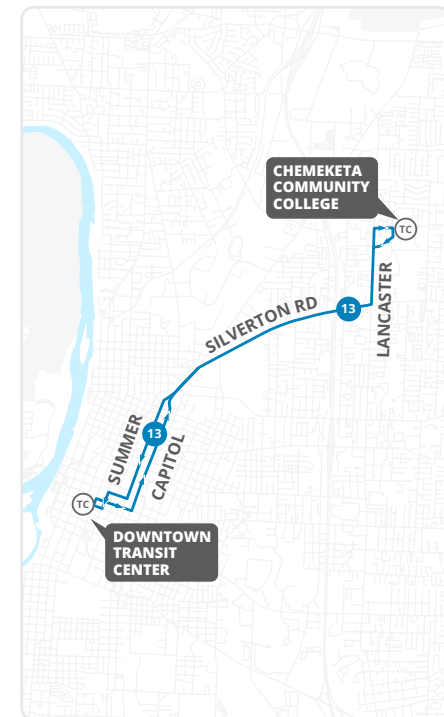 CHEMEKETA
COMMUNITY
COLLEGE
TC
LANCASTER
13
SILVERTON RD
13
SUMMER
CAPITOL
TC
DOWNTOWN
TRANSIT
CENTER